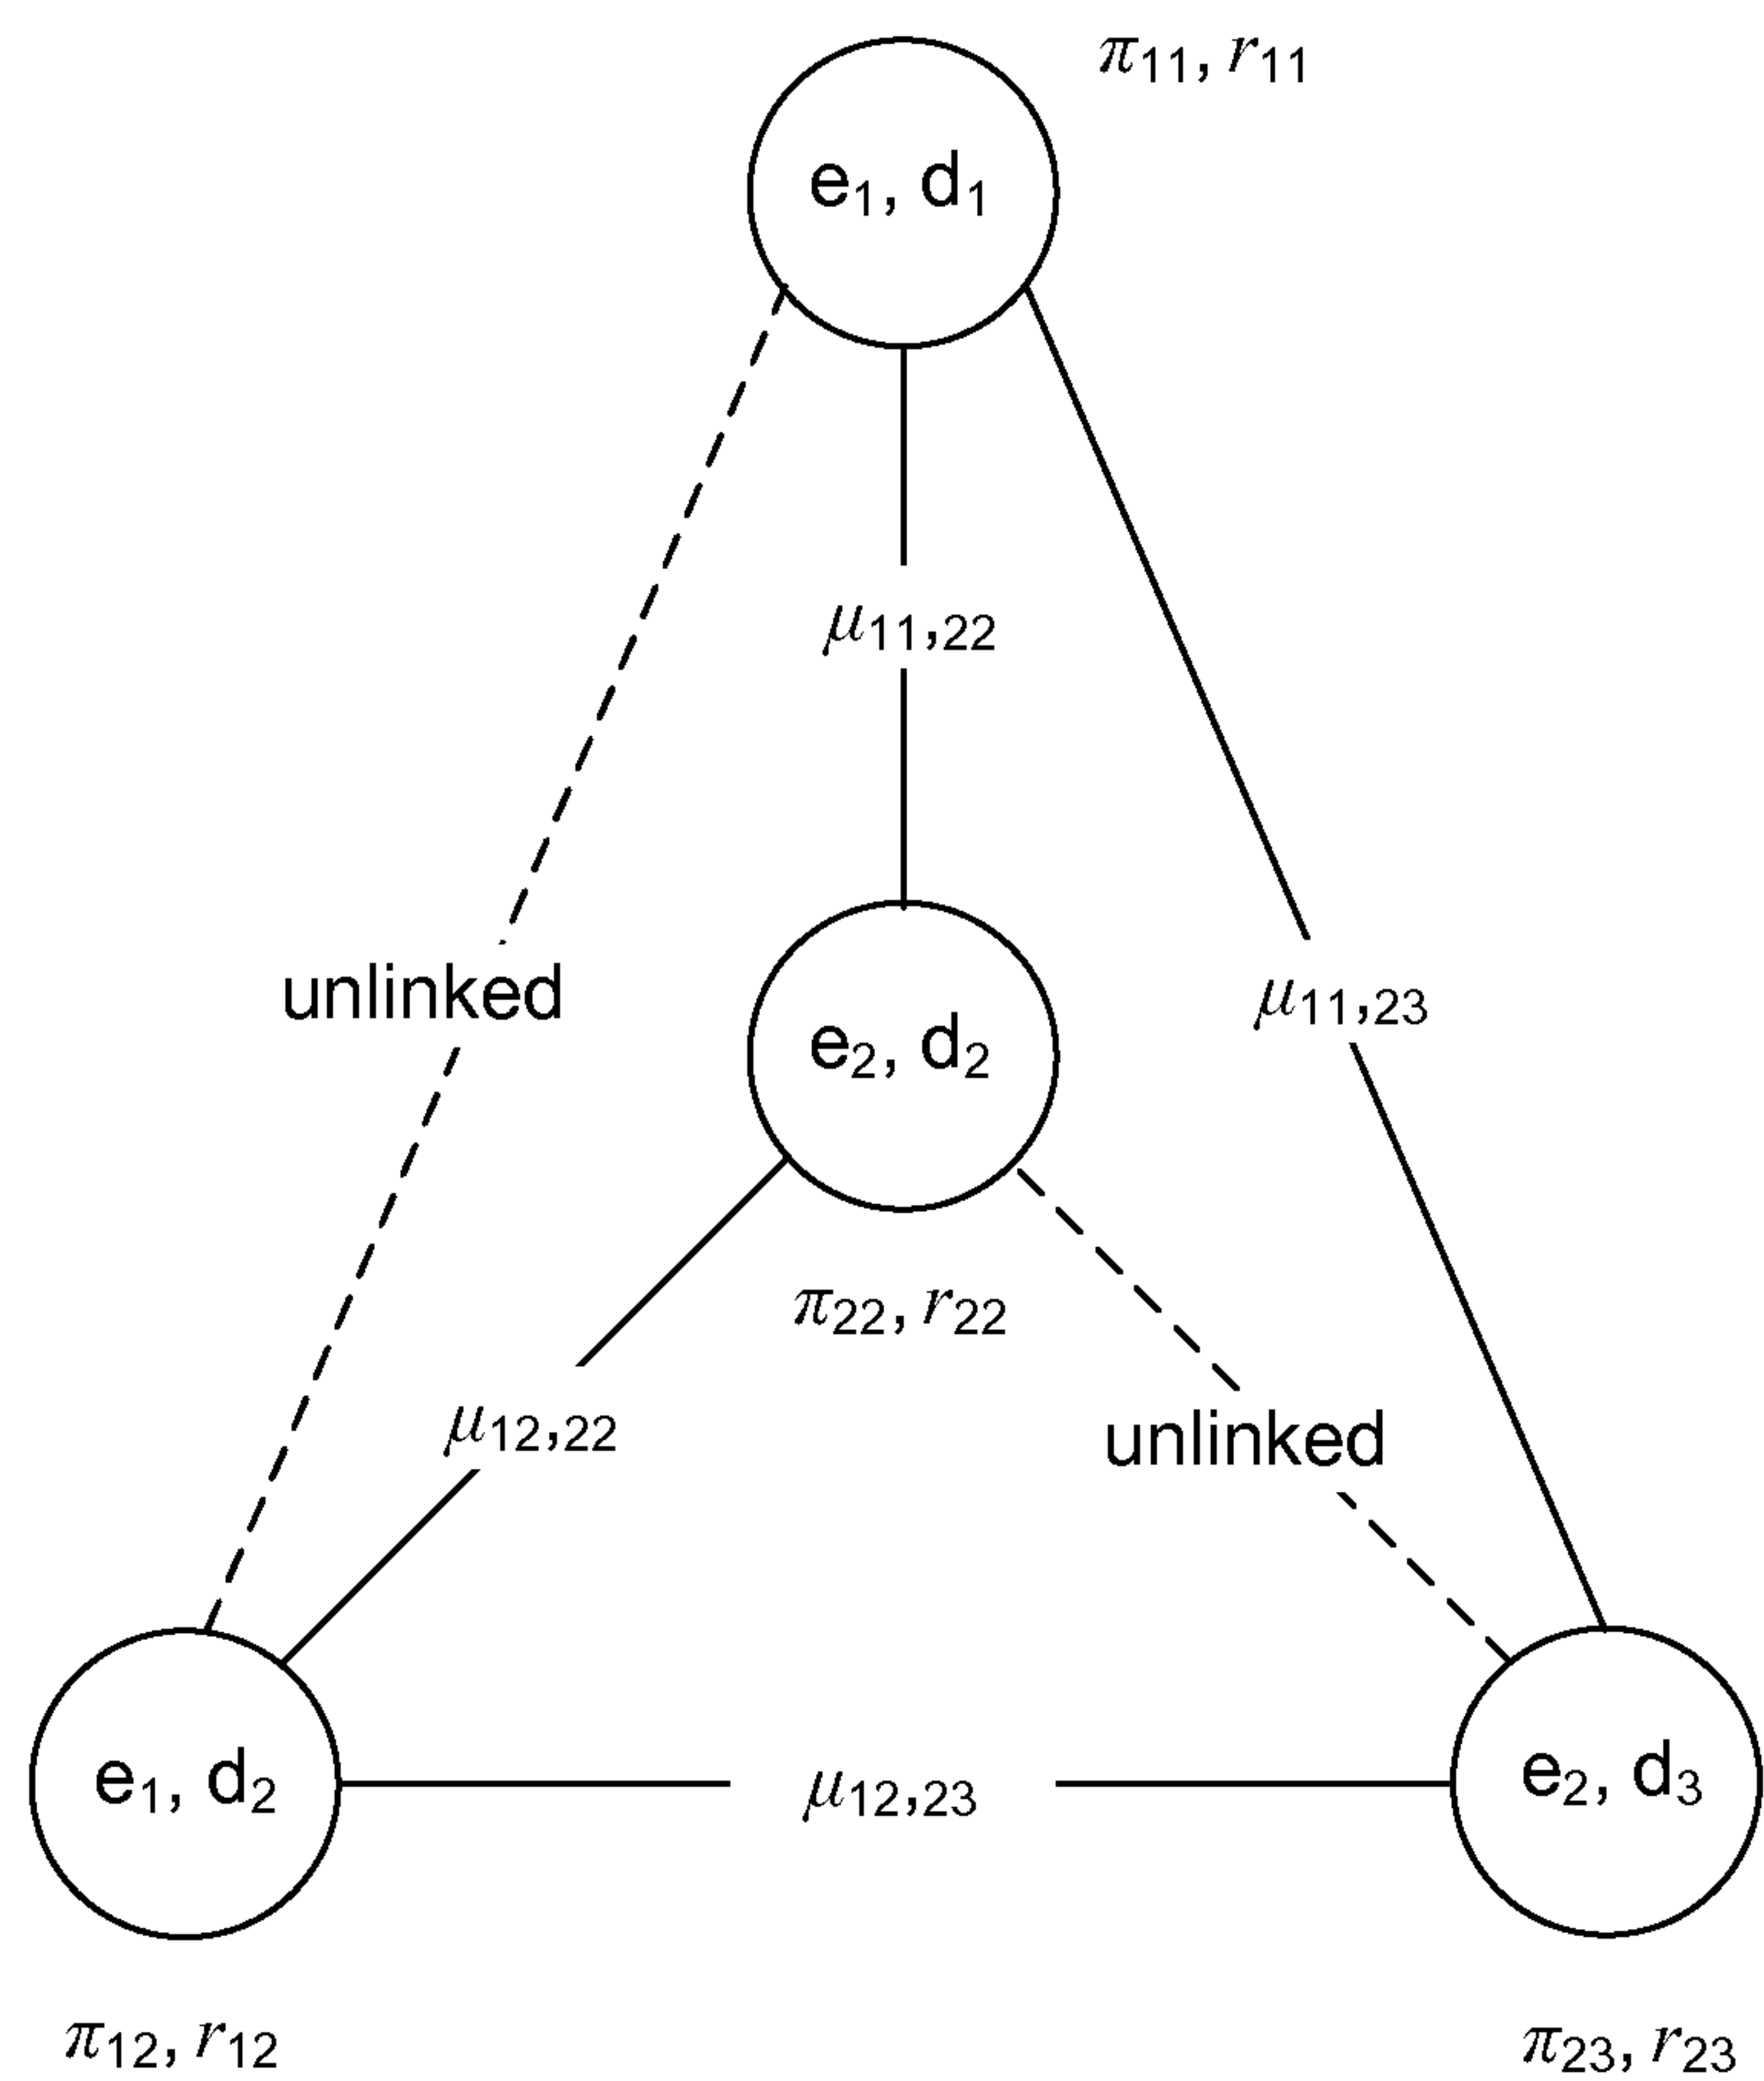 π₁₁, r₁₁
e₁, d₁
μ₁₁,₂₂
unlinked
μ₁₁,₂₃
e₂, d₂
π₂₂, r₂₂
μ₁₂,₂₂
unlinked
e₁, d₂
μ₁₂,₂₃
e₂, d₃
π₁₂, r₁₂
π₂₃, r₂₃